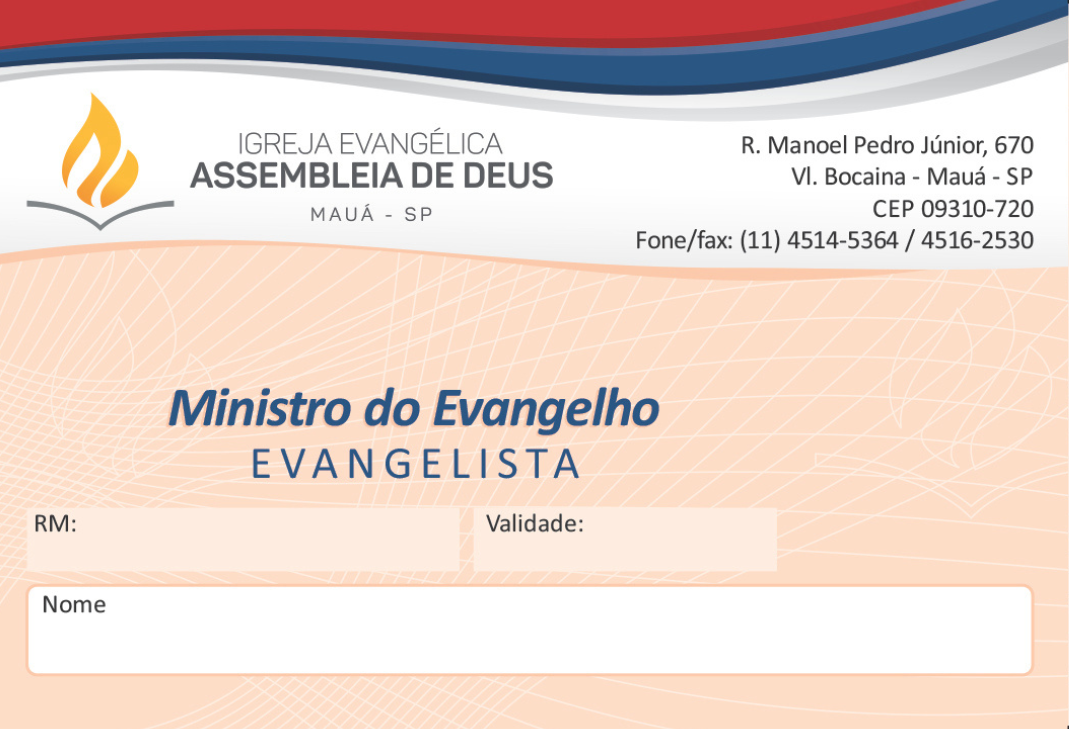 IGREJA EVANGÉLICA
ASSEMBLEIA DE DEUS
MAUÁ - SP
R. Manoel Pedro Júnior, 670
Vl. Bocaina - Mauá - SP
CEP 09310-720
Fone/fax: (11) 4514-5364 / 4516-2530
Ministro do Evangelho
EVANGELISTA
RM:
Validade:
Nome